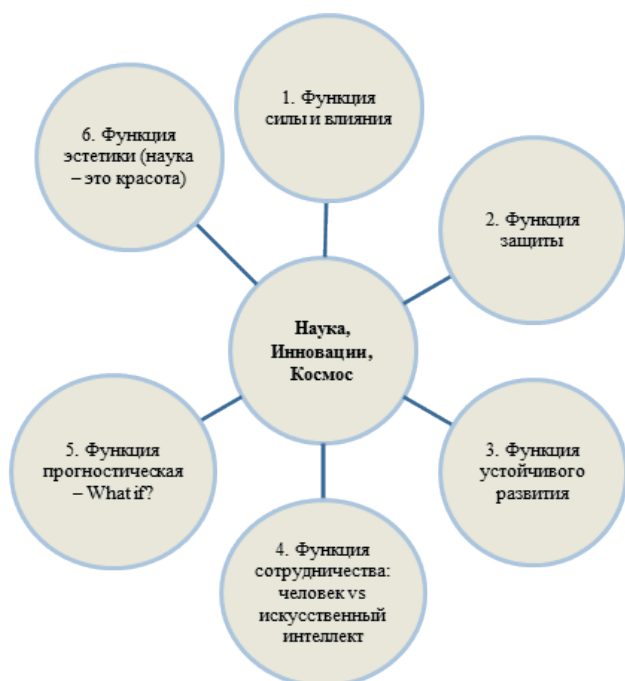 1. Функция
силы и влияния
2. Функция
защиты
3. Функция
устойчивого
развития
4. Функция
сотрудничества:
человек vs
искусственный
интеллект
5. Функция
прогностическая
– What if?
6. Функция
эстетики (наука
– это красота)
Наука,
Инновации,
Космос